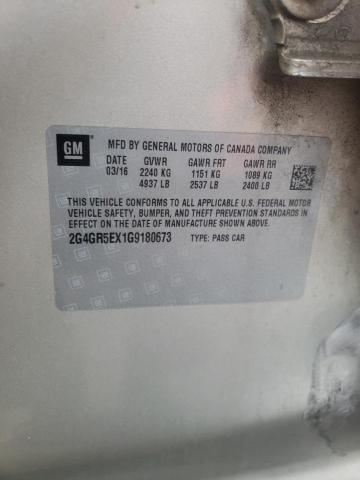 GM
MFD BY GENERAL MOTORS OF CANADA COMPANY
DATE GVWR GAWR FRT GAWR RR
03/16 2240 KG 1151 KG 1089 KG
4937 LB 2537 LB 2400 LB
THIS VEHICLE CONFORMS TO ALL APPLICABLE U.S. FEDERAL MOTOR
VEHICLE SAFETY, BUMPER, AND THEFT PREVENTION STANDARDS IN
EFFECT ON THE DATE OF MANUFACTURE SHOWN ABOVE.
2G4GR5EX1G9180673 TYPE: PASS CAR